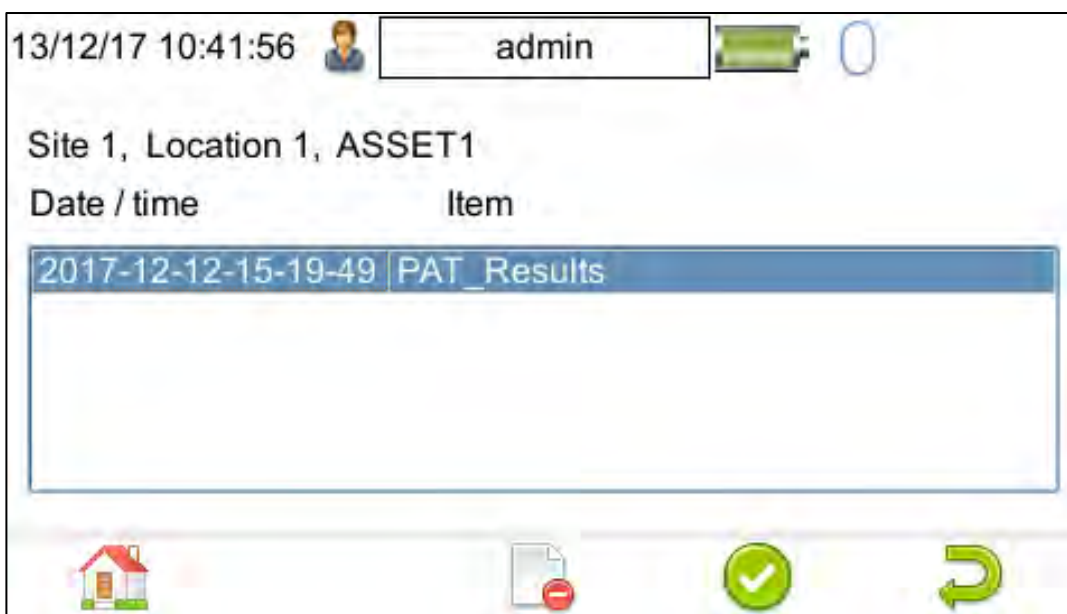 13/12/17 10:41:56 admin 0
Site 1, Location 1, ASSET1
Date / time Item
2017-12-12-15-19-49 PAT_Results